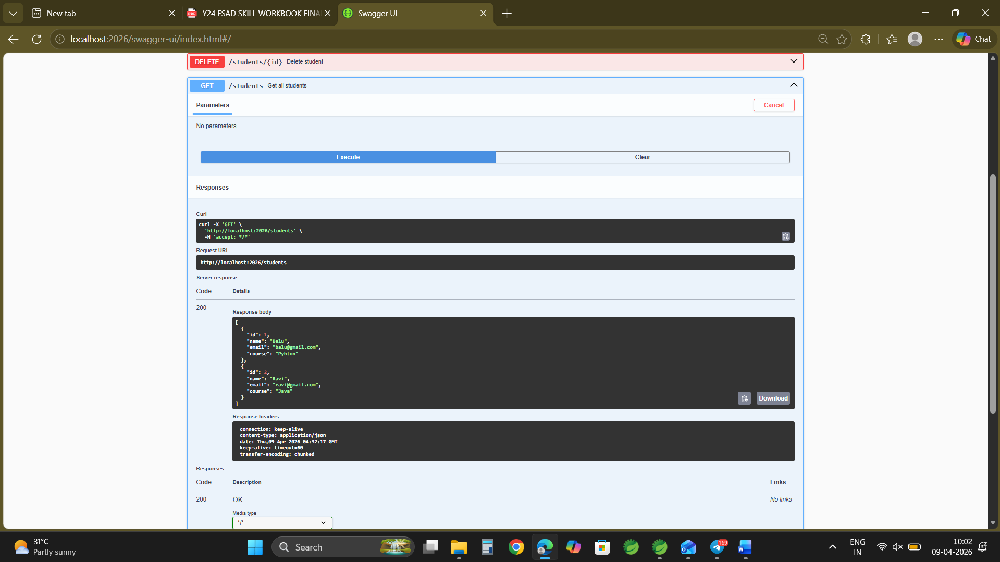 New tab
Y24 FSAD SKILL WORKBOOK FINA
Swagger UI
localhost:2026/swagger-ui/index.html#/
Chat
DELETE /students/{id} Delete student
GET /students Get all students
Parameters
Cancel
No parameters
Execute
Clear
Responses
Curl
curl -X 'GET' \
'http://localhost:2026/students' \
-H 'accept: */*'
Request URL
http://localhost:2026/students
Server response
Code Details
200
Response body
[
{
"id": 1,
"name": "Balu",
"email": "balu@gmail.com",
"course": "Pyhton"
},
{
"id": 2,
"name": "Ravi",
"email": "ravi@gmail.com",
"course": "Java"
}
]
Download
Response headers
connection: keep-alive
content-type: application/json
date: Thu,09 Apr 2026 04:32:17 GMT
keep-alive: timeout=60
transfer-encoding: chunked
Responses
Code Description Links
200 OK No links
Media type
*/*
31°C
Partly sunny
Search
169
ENG
IN
10:02
09-04-2026